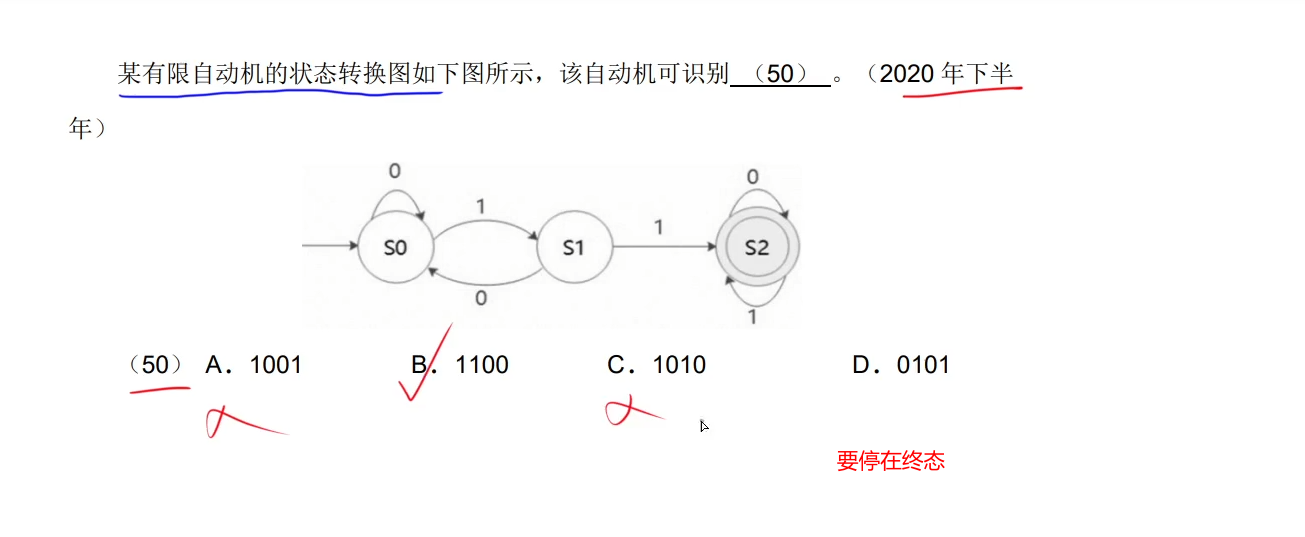 某有限自动机的状态转换图如下图所示，该自动机可识别 （50） 。（2020 年下半
年）
0
0
1
1
S0
S1
S2
0
1
（50） A．1001 B．1100 C．1010 D．0101
要停在终态